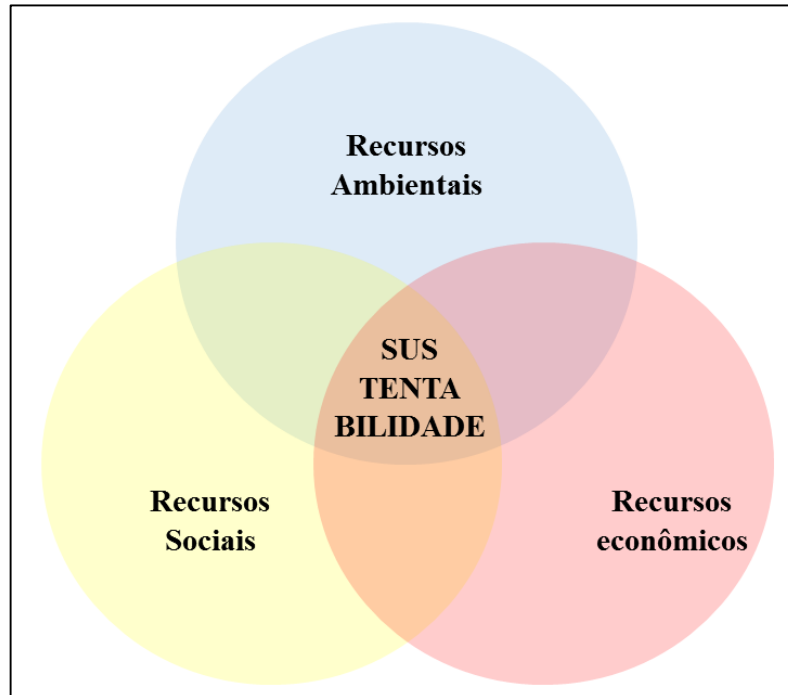 Recursos
Ambientais
SUS
TENTA
BILIDADE
Recursos
Sociais
Recursos
econômicos